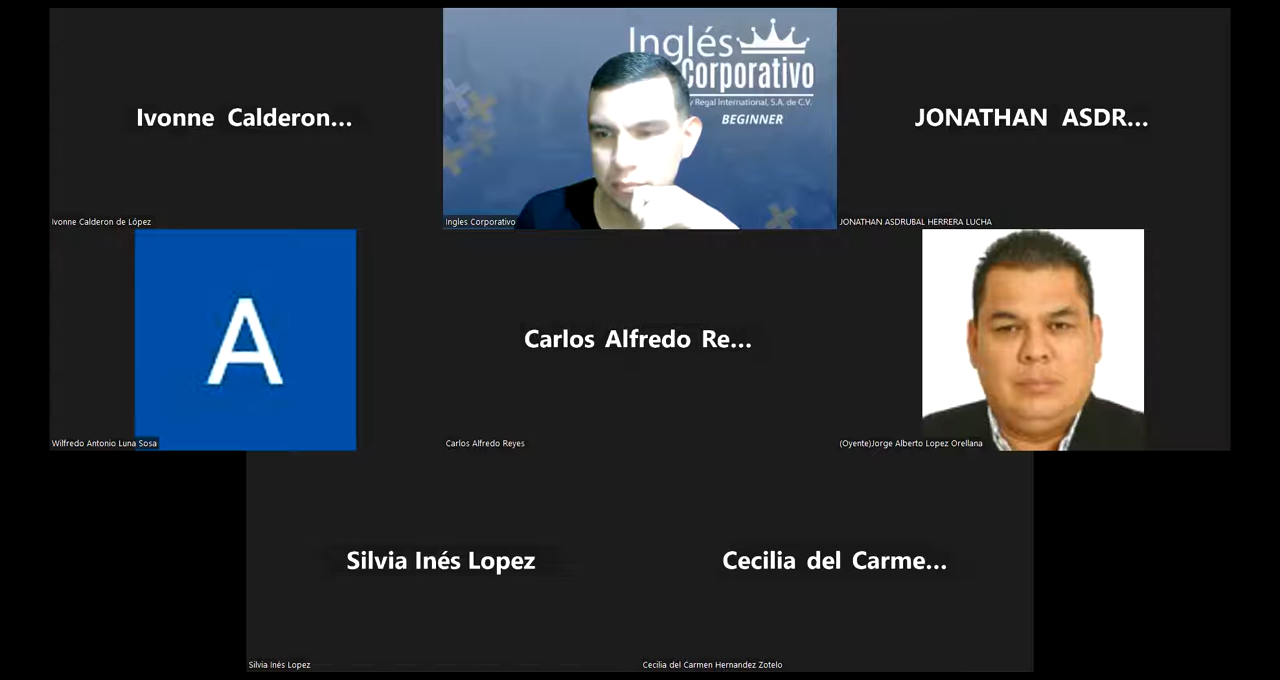 Ivonne Calderon...
Ivonne Calderon de López
Inglés
Corporativo
y Regal International, S.A. de C.V.
BEGINNER
Ingles Corporativo
JONATHAN ASDR...
JONATHAN ASDRUBAL HERRERA LUCHA
A
Wilfredo Antonio Luna Sosa
Carlos Alfredo Re...
Carlos Alfredo Reyes
(Oyente)Jorge Alberto Lopez Orellana
Silvia Inés Lopez
Silvia Inés Lopez
Cecilia del Carme...
Cecilia del Carmen Hernandez Zotelo